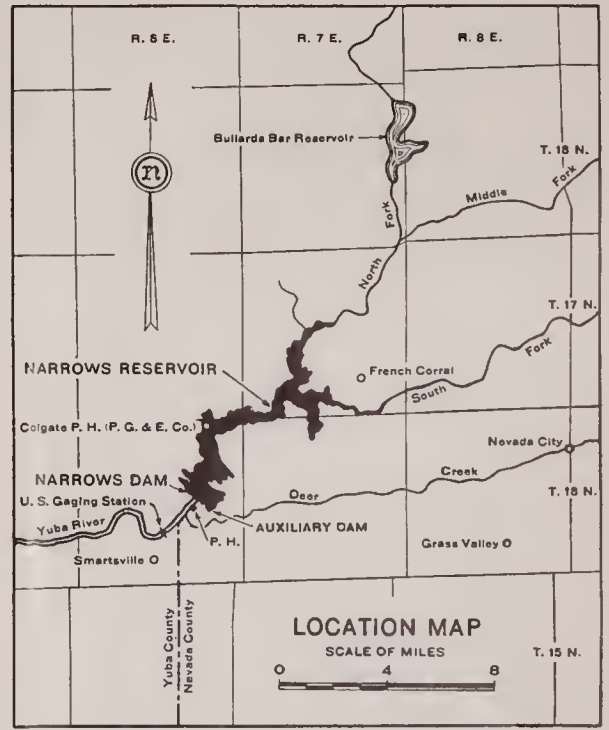 R. 6 E.
R. 7 E.
R. 8 E.
Bullards Bar Reservoir
T. 18 N.
n
Middle
Fork
North
Fork
T. 17 N.
NARROWS RESERVOIR
French Corral
South
Fork
Colgate P. H. (P. G. & E. Co.)
Nevada City
NARROWS DAM
U. S. Gaging Station
Deer
Creek
T. 18 N.
Yuba River
AUXILIARY DAM
P. H.
Smartsville
Grass Valley
Yuba County
Nevada County
LOCATION MAP
SCALE OF MILES
0 4 8
T. 15 N.